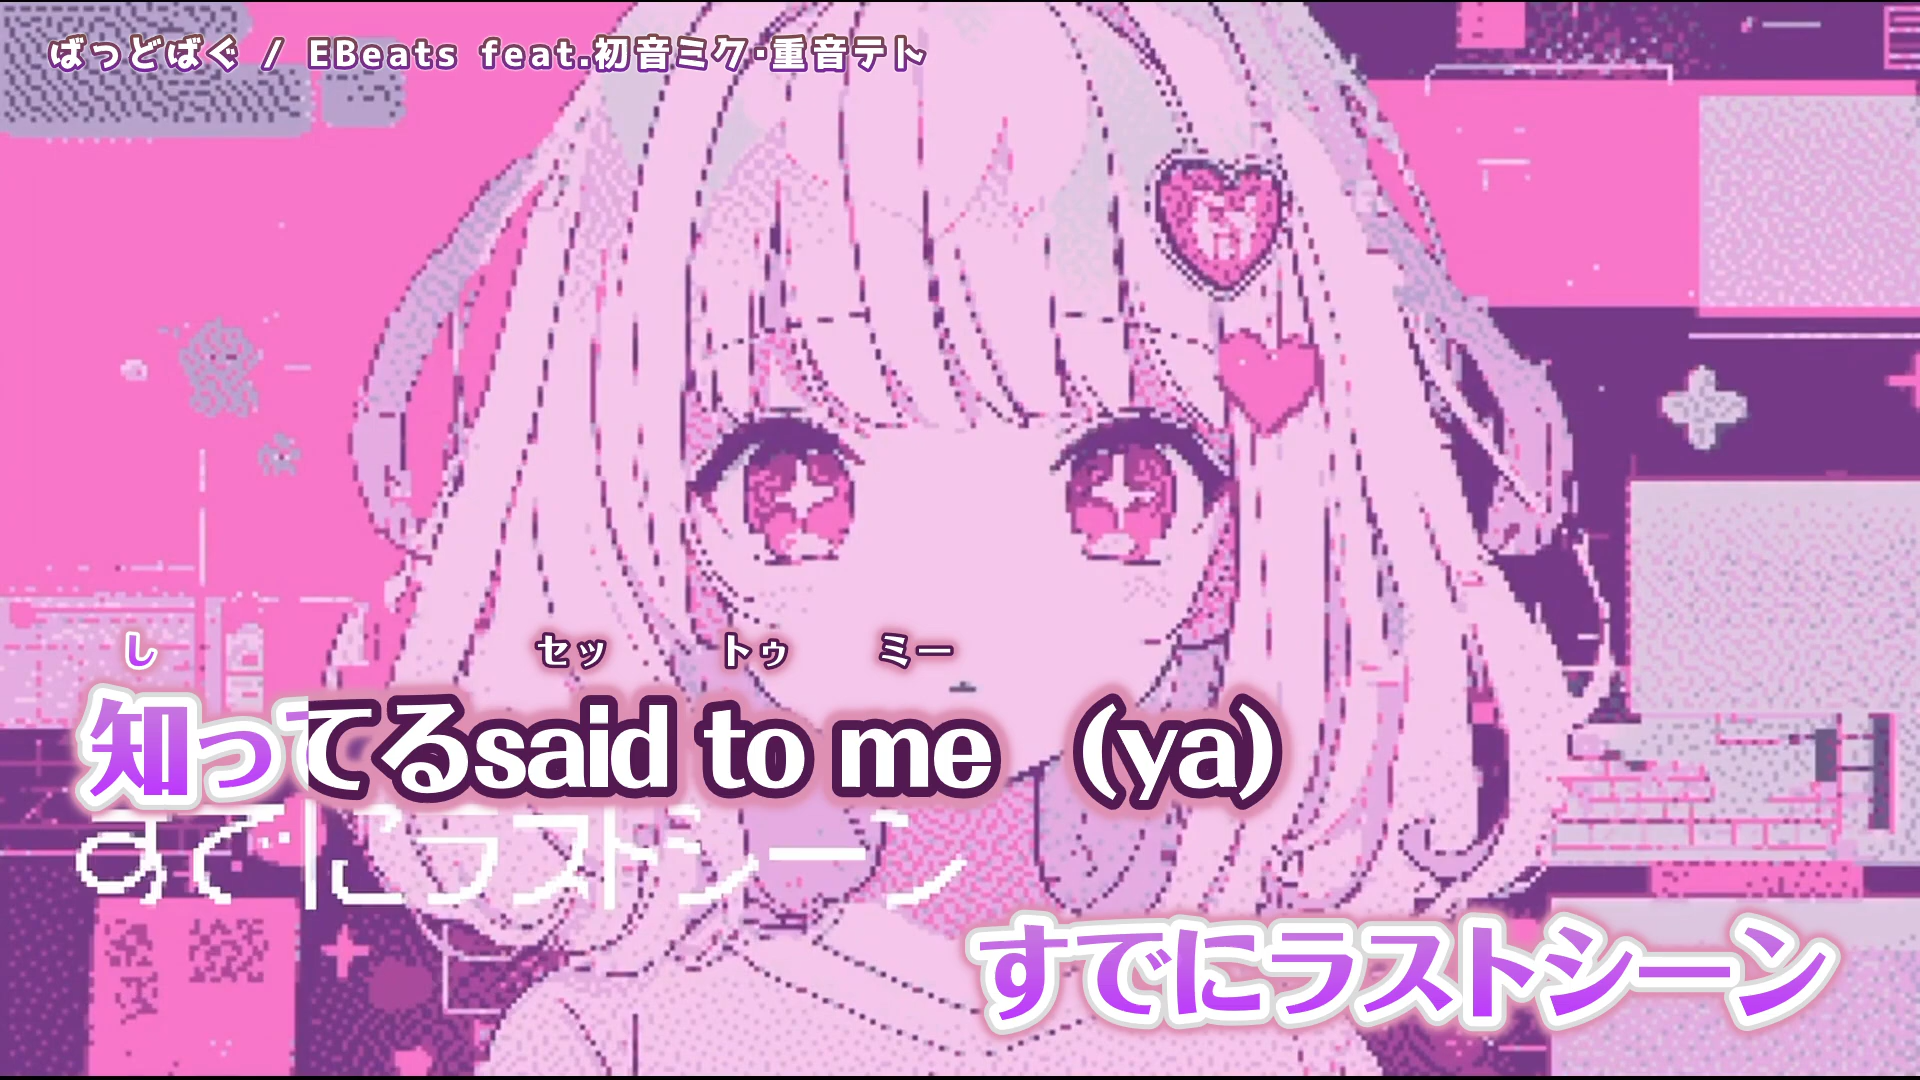 ばっどばぐ / EBeats feat.初音ミク･重音テト
し セッ トゥ ミー
知ってるsaid to me (ya)
すでにラストシーン
すでにラストシーン